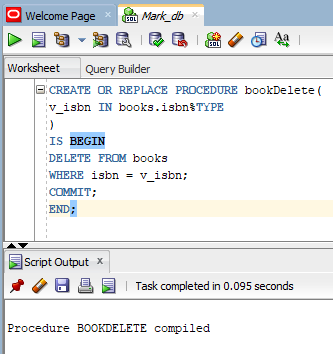 Welcome Page Mark_db
Aa
Worksheet Query Builder
CREATE OR REPLACE PROCEDURE bookDelete(
v_isbn IN books.isbn%TYPE
)
IS BEGIN
DELETE FROM books
WHERE isbn = v_isbn;
COMMIT;
END;
Script Output
Task completed in 0.095 seconds
Procedure BOOKDELETE compiled